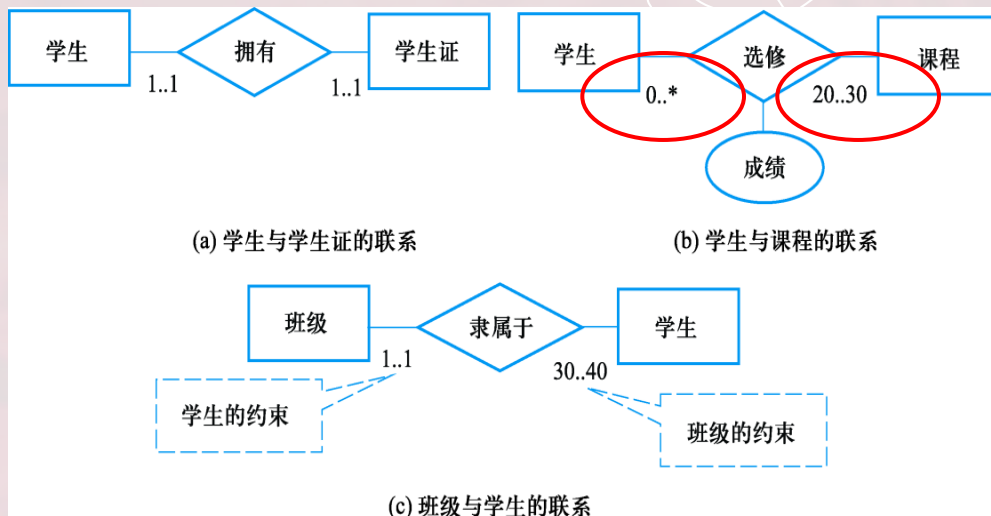 学生
拥有
学生证
1..1
1..1
学生
选修
课程
0..*
20..30
成绩
(a) 学生与学生证的联系
(b) 学生与课程的联系
班级
隶属于
学生
1..1
30..40
学生的约束
班级的约束
(c) 班级与学生的联系